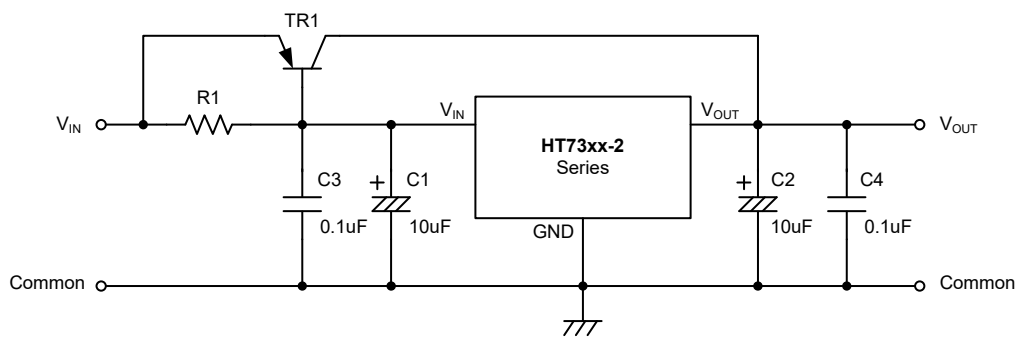 TR1
R1
V_IN
V_IN
HT73xx-2
Series
V_OUT
V_OUT
C3
0.1uF
+
C1
10uF
GND
+
C2
10uF
C4
0.1uF
Common
Common